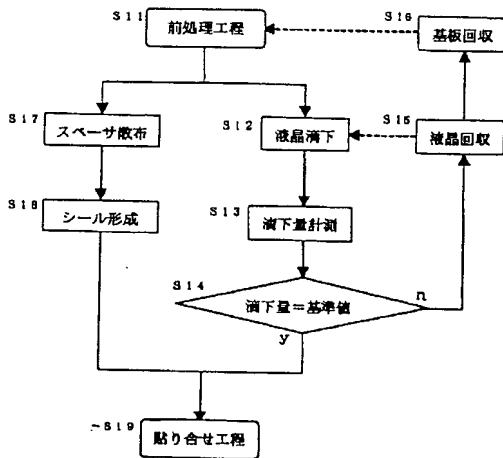 S11
前処理工程
S16
基板回収
S17
スペーサ散布
S12
液晶滴下
S15
液晶回収
S18
シール形成
S13
滴下量計測
S14
滴下量=基準値
n
y
S19
貼り合せ工程